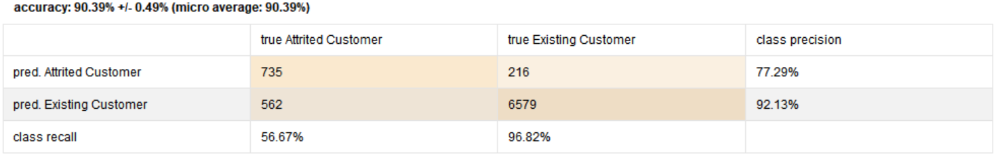 accuracy: 90.39% +/- 0.49% (micro average: 90.39%)
true Attrited Customer true Existing Customer class precision
pred. Attrited Customer 735 216 77.29%
pred. Existing Customer 562 6579 92.13%
class recall 56.67% 96.82%